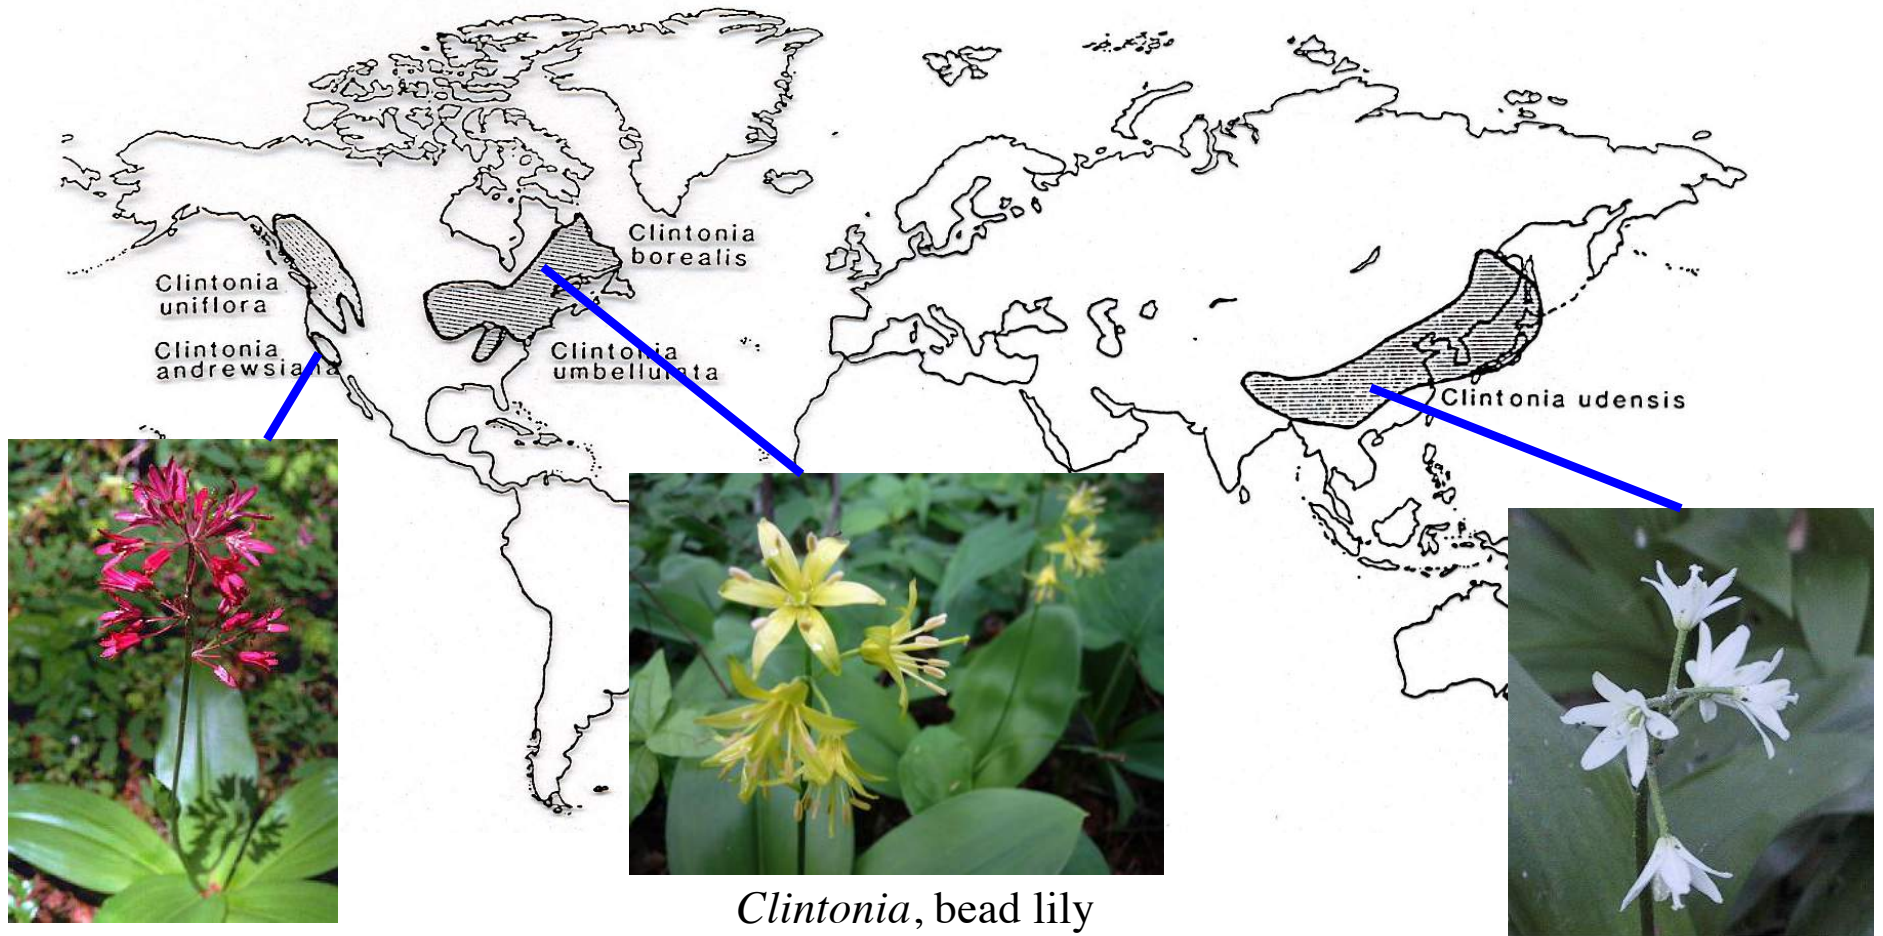 Clintonia
borealis
Clintonia
uniflora
Clintonia
andrewsiana
Clintonia
umbellulata
Clintonia udensis
Clintonia, bead lily